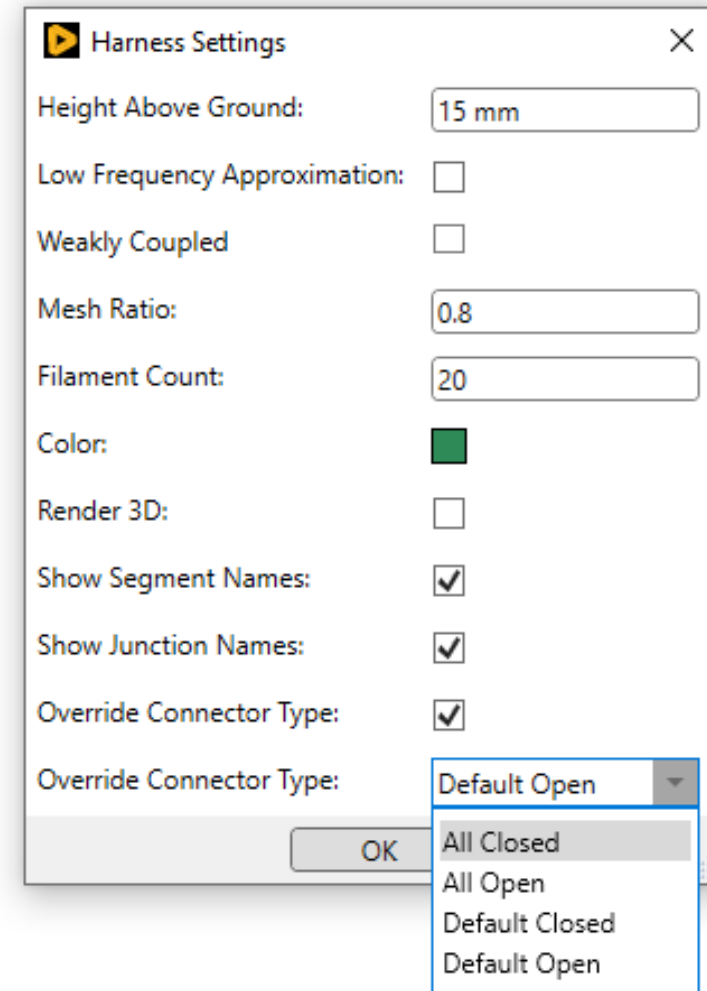 Harness Settings
Height Above Ground: 15 mm
Low Frequency Approximation:
Weakly Coupled
Mesh Ratio: 0.8
Filament Count: 20
Color:
Render 3D:
Show Segment Names:
Show Junction Names:
Override Connector Type:
Override Connector Type: Default Open
OK
All Closed
All Open
Default Closed
Default Open